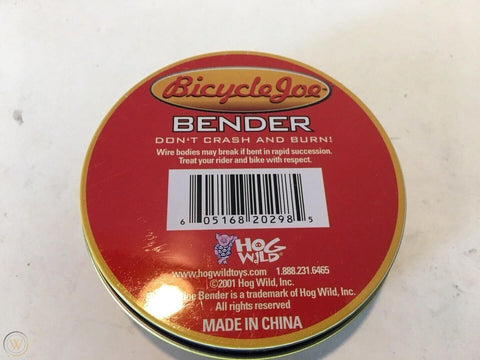 Bicycle Joe
BENDER
DON'T CRASH AND BURN!
Wire bodies may break if bent in rapid succession.
Treat your rider and bike with respect.
6 05168 20298 5
HOG
WILD
www.hogwildtoys.com 1.888.231.6465
©2001 Hog Wild, Inc.
Bender is a trademark of Hog Wild, Inc.
All rights reserved
MADE IN CHINA